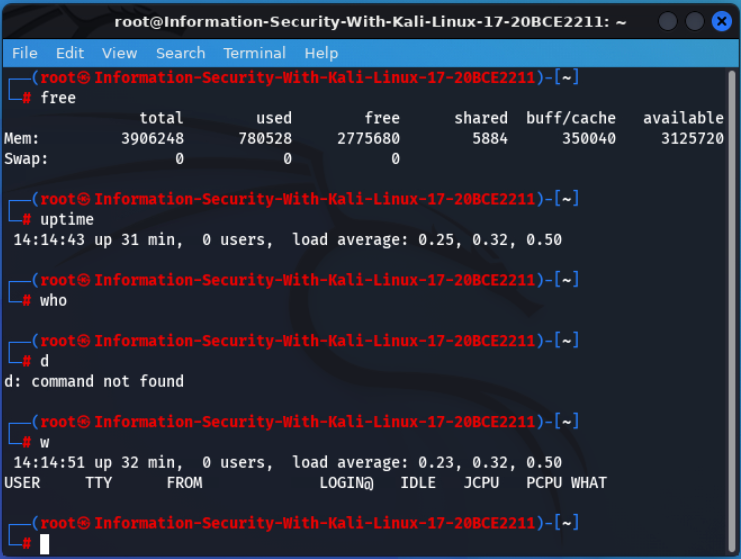 root@Information-Security-With-Kali-Linux-17-20BCE2211: ~
File Edit View Search Terminal Help
┌──(root㉿Information-Security-With-Kali-Linux-17-20BCE2211)-[~]
└─# free
               total        used        free      shared  buff/cache   available
Mem:         3906248      780528     2775680        5884      350040     3125720
Swap:              0           0           0
┌──(root㉿Information-Security-With-Kali-Linux-17-20BCE2211)-[~]
└─# uptime
 14:14:43 up 31 min,  0 users,  load average: 0.25, 0.32, 0.50
┌──(root㉿Information-Security-With-Kali-Linux-17-20BCE2211)-[~]
└─# who
┌──(root㉿Information-Security-With-Kali-Linux-17-20BCE2211)-[~]
└─# d
d: command not found
┌──(root㉿Information-Security-With-Kali-Linux-17-20BCE2211)-[~]
└─# w
 14:14:51 up 32 min,  0 users,  load average: 0.23, 0.32, 0.50
USER     TTY      FROM             LOGIN@   IDLE   JCPU   PCPU WHAT
┌──(root㉿Information-Security-With-Kali-Linux-17-20BCE2211)-[~]
└─#